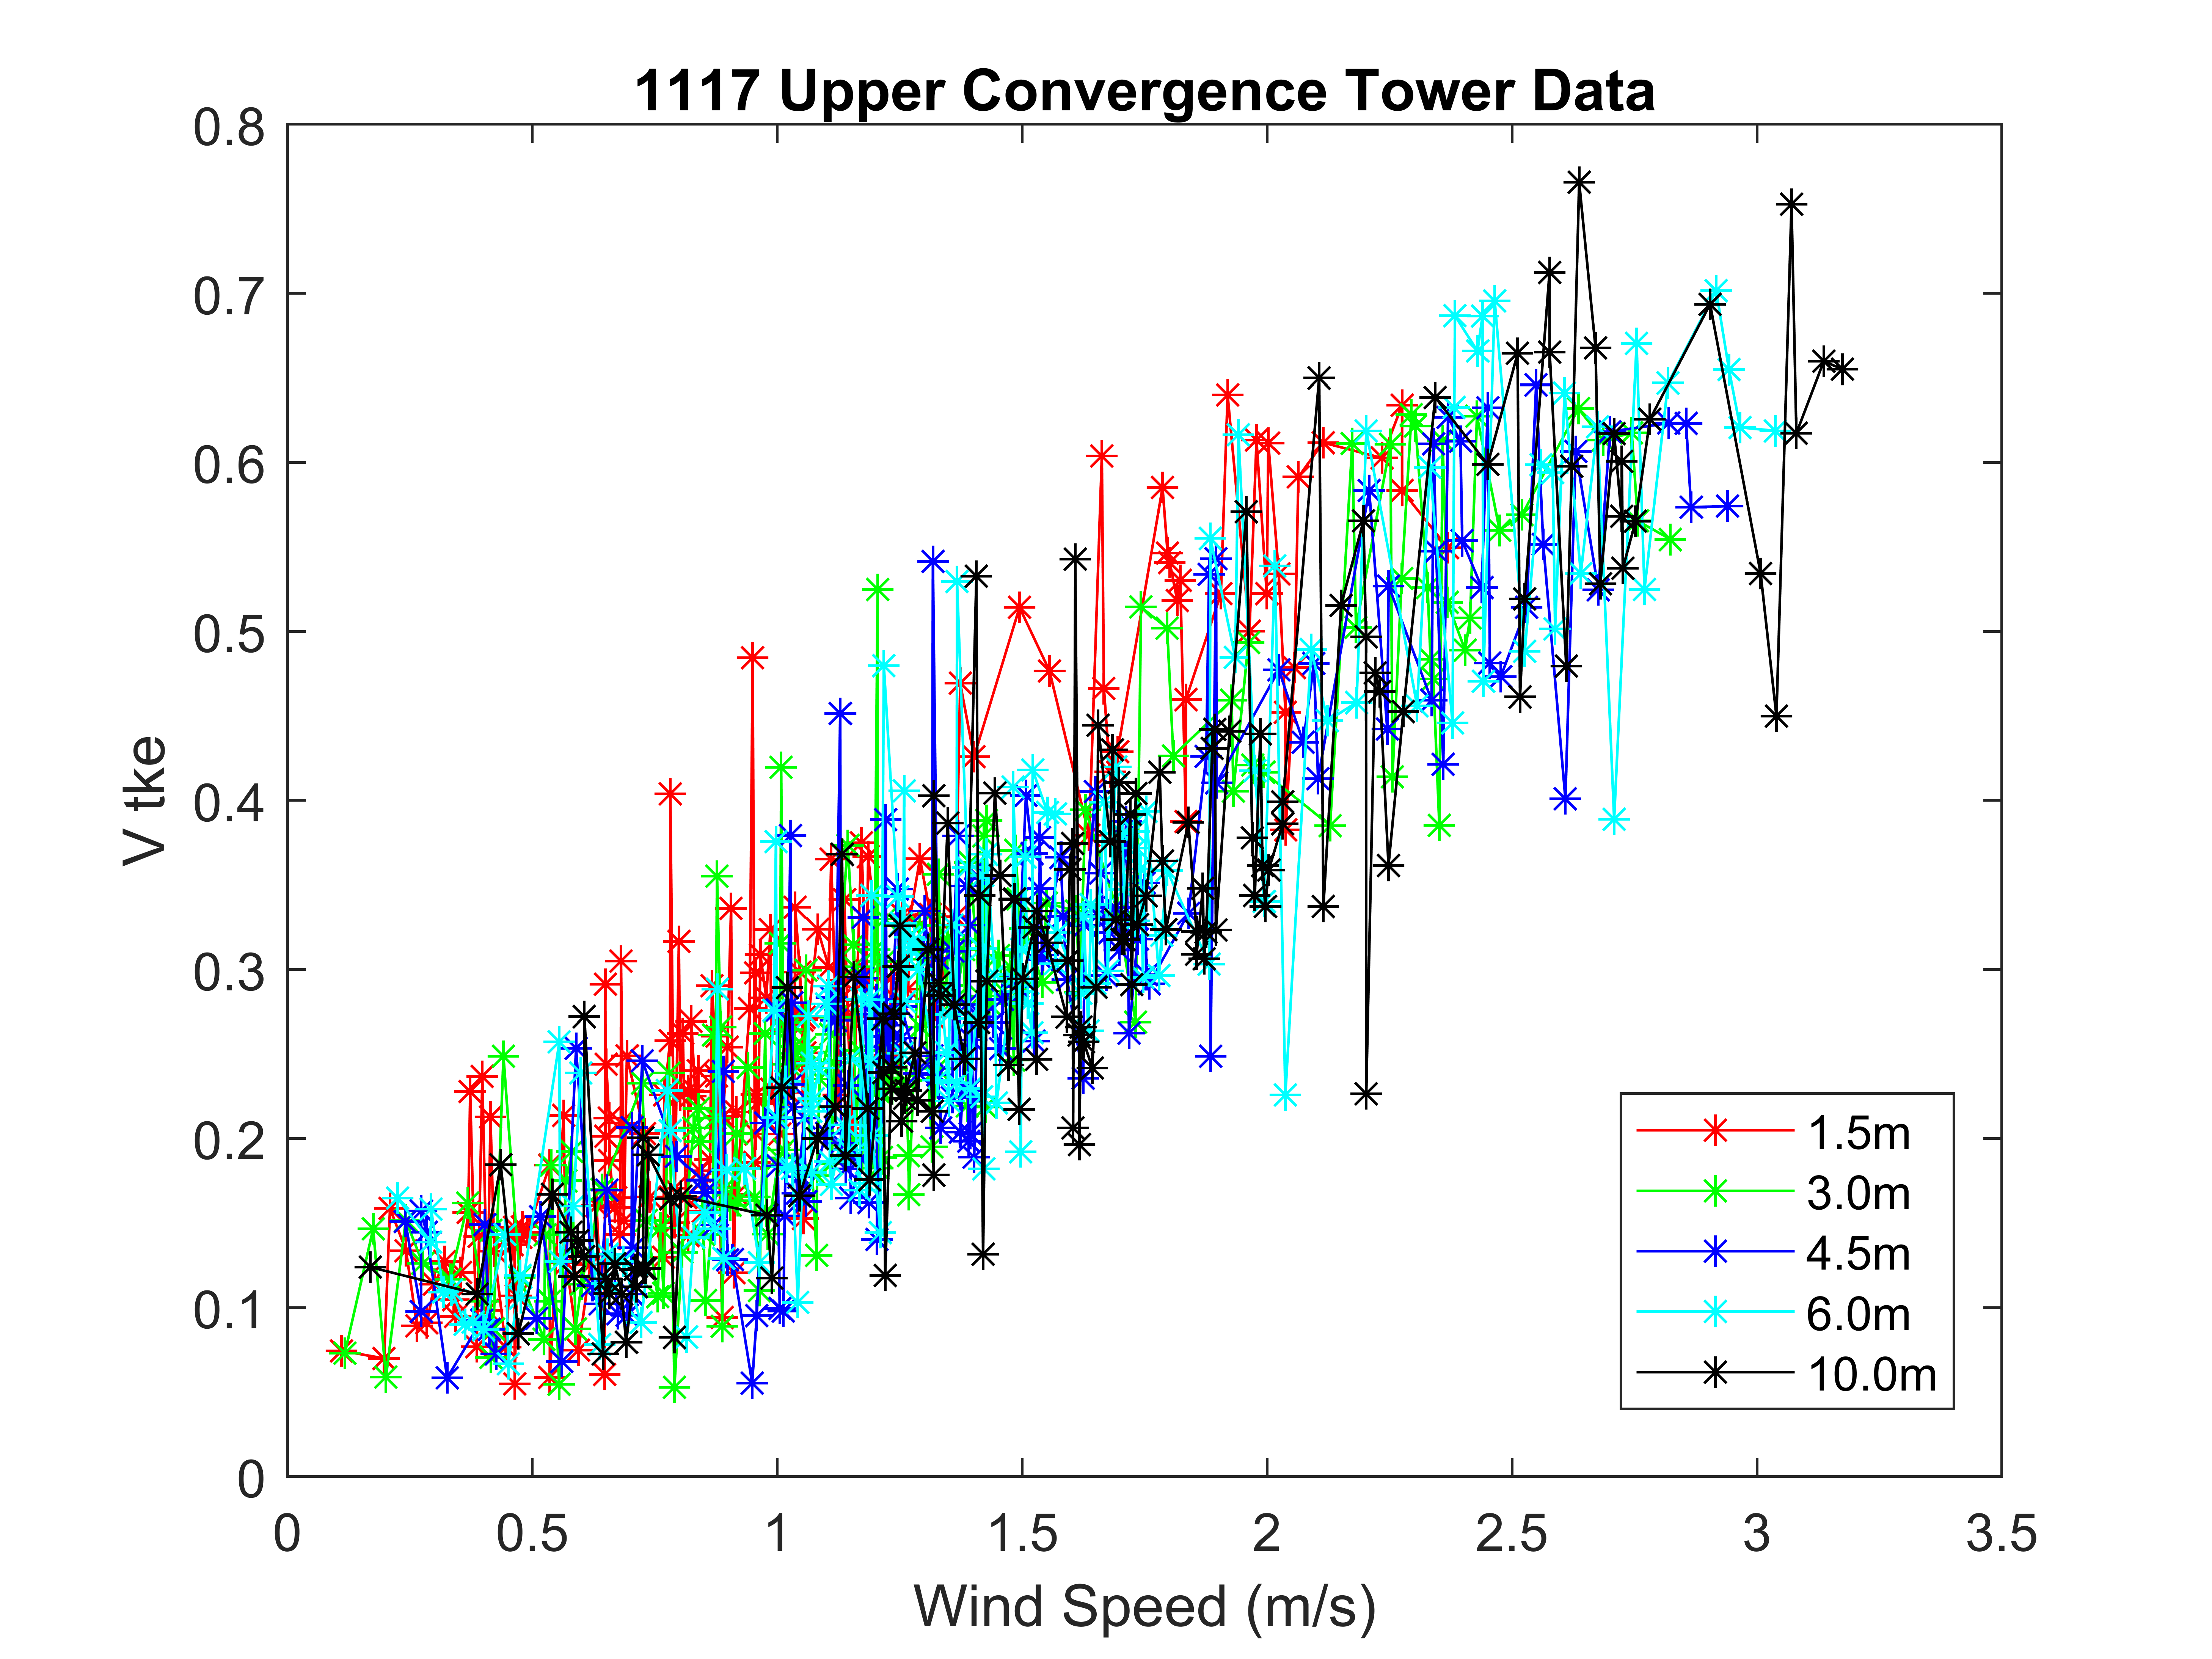 1117 Upper Convergence Tower Data
0.8
0.7
0.6
0.5
0.4
0.3
0.2
0.1
0
V tke
1.5m
3.0m
4.5m
6.0m
10.0m
0 0.5 1 1.5 2 2.5 3 3.5
Wind Speed (m/s)